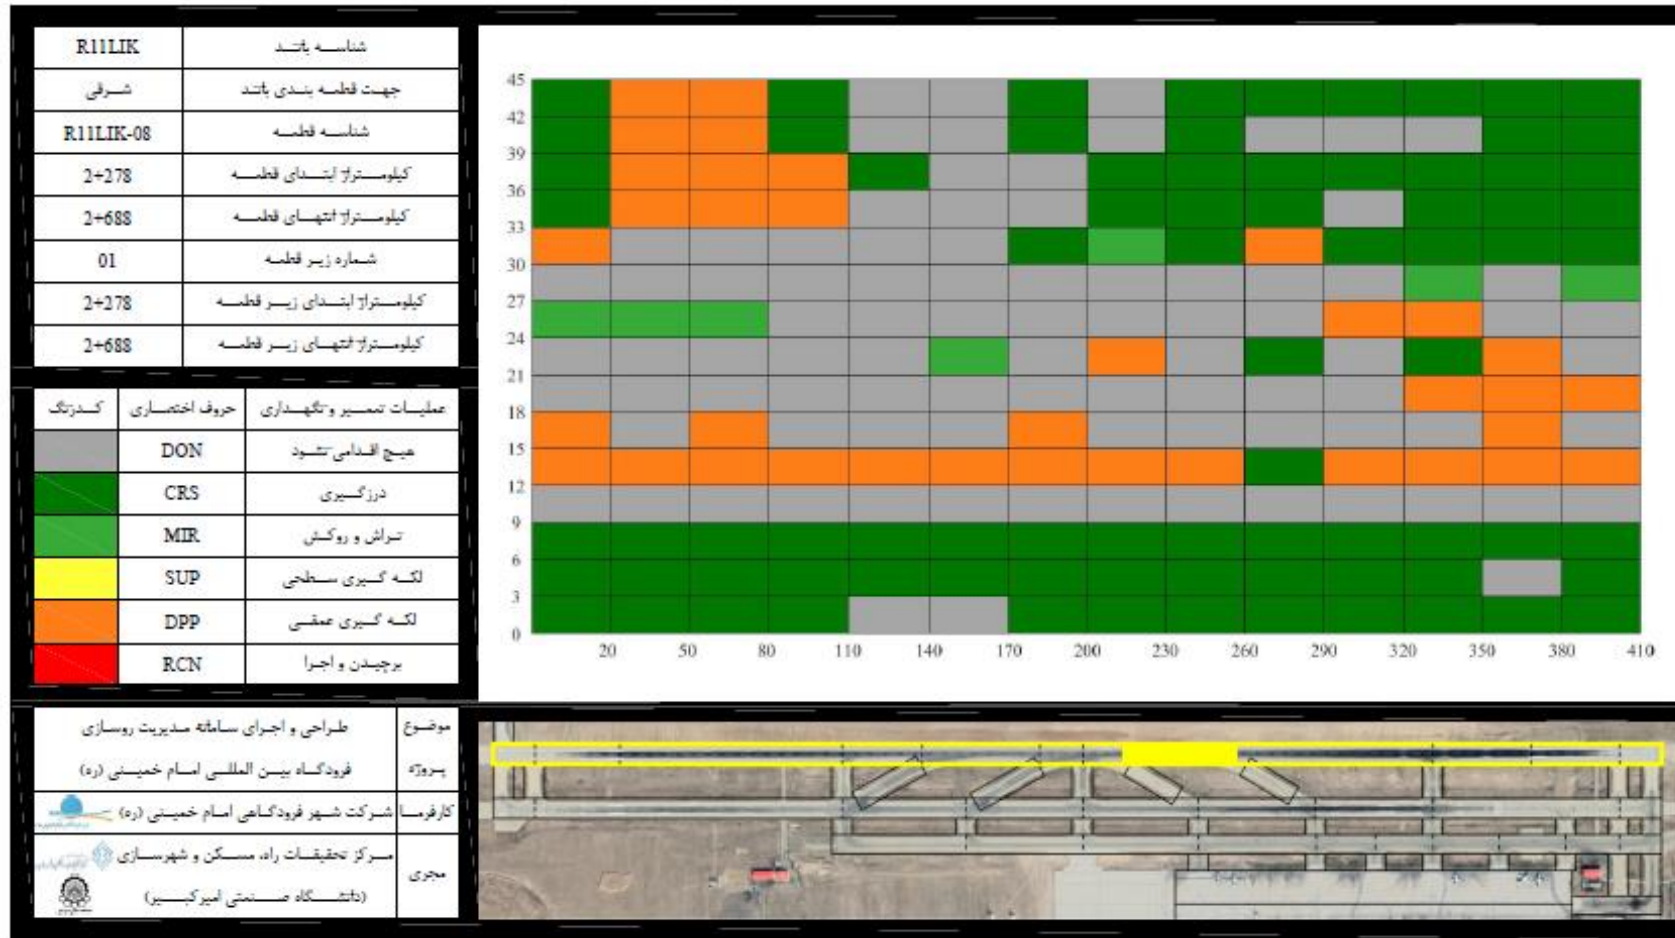 R11LIK شناسه باند
جهت قطعه بندی باند شرقی
R11LIK-08 شناسه قطعه
2+278 کیلومتراژ ابتدای قطعه
2+688 کیلومتراژ انتهای قطعه
01 شماره زیر قطعه
2+278 کیلومتراژ ابتدای زیر قطعه
2+688 کیلومتراژ انتهای زیر قطعه
عملیات تعمیر و نگهداری حروف اختصاری کدرنگ
هیچ اقدامی نشود DON
درزگیری CRS
تراش و روکش MIR
لکه گیری سطحی SUP
لکه گیری عمقی DPP
برچیدن و اجرا RCN
45
42
39
36
33
30
27
24
21
18
15
12
9
6
3
0
20 50 80 110 140 170 200 230 260 290 320 350 380 410
موضوع پروژه
طراحی و اجرای سامانه مدیریت روسازی
فرودگاه بین المللی امام خمینی (ره)
کارفرما شرکت شهر فرودگاهی امام خمینی (ره)
مجری
مرکز تحقیقات راه، مسکن و شهرسازی
(دانشگاه صنعتی امیرکبیر)